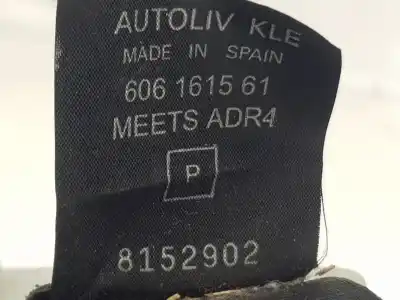 AUTOLIV KLE
MADE IN SPAIN
606 1615 61
MEETS ADR4
P
8152902